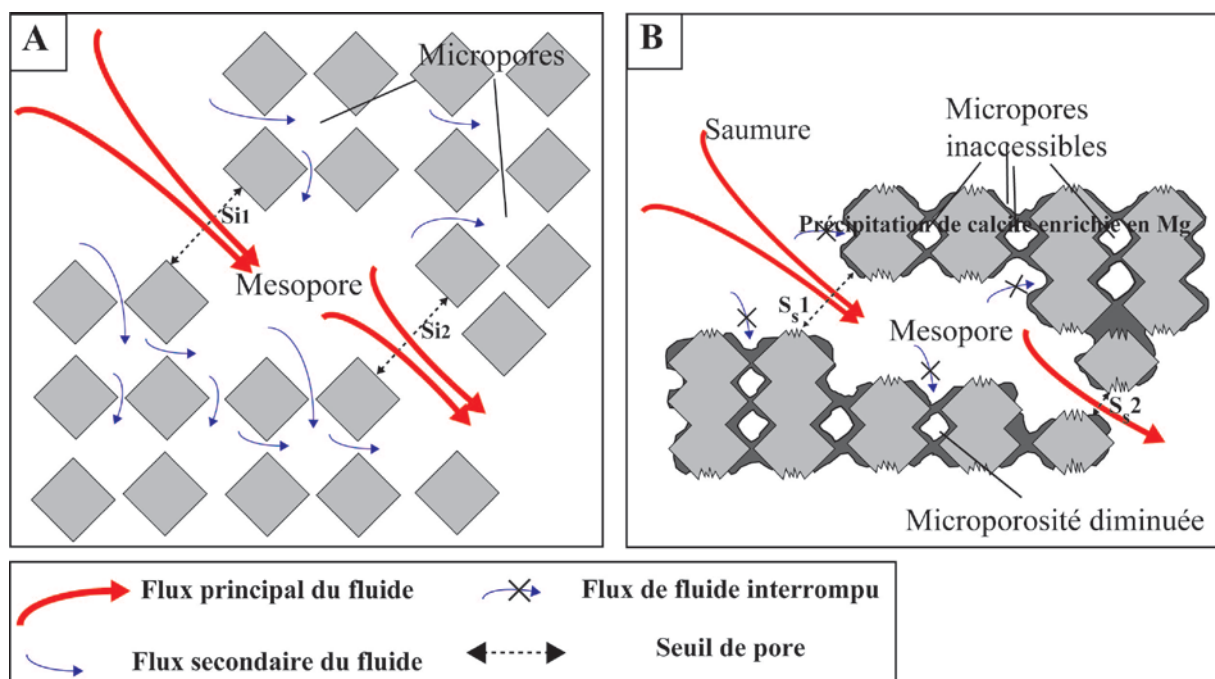 A
Micropores
Si1
Mesopore
Si2
B
Saumure
Micropores
inaccessibles
Précipitation de calcite enrichie en Mg
Ss1
Mesopore
Ss2
Microporosité diminuée
Flux principal du fluide
Flux de fluide interrompu
Flux secondaire du fluide
Seuil de pore